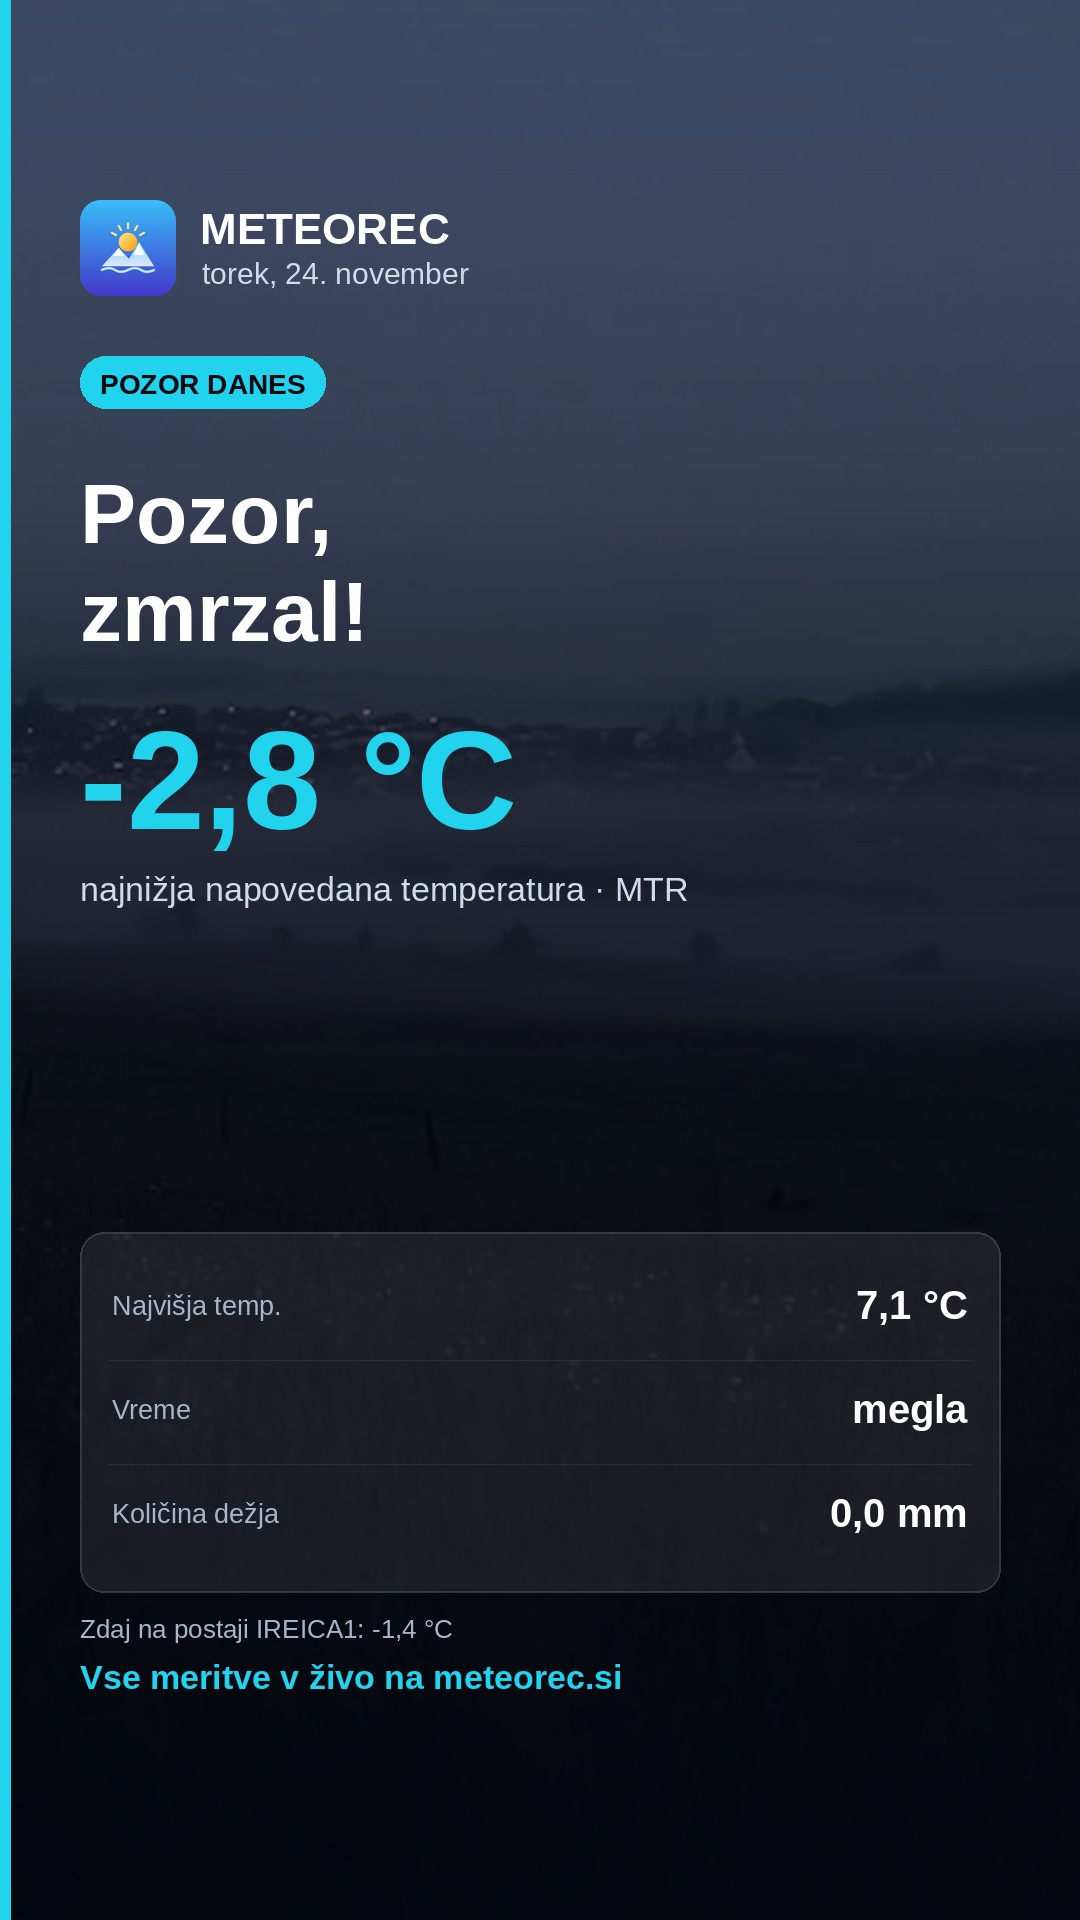 METEOREC
torek, 24. november
POZOR DANES
Pozor,
zmrzal!
-2,8 °C
najnižja napovedana temperatura · MTR
Najvišja temp.
7,1 °C
Vreme
megla
Količina dežja
0,0 mm
Zdaj na postaji IREICA1: -1,4 °C
Vse meritve v živo na meteorec.si